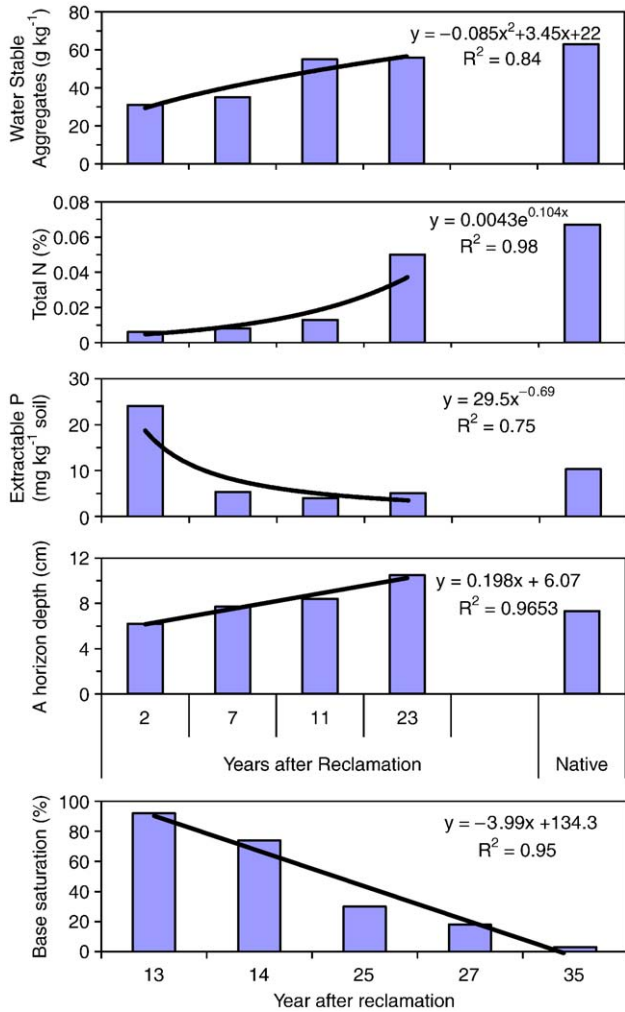 Water Stable
Aggregates (g kg⁻¹)
80
60
40
20
0
y = −0.085x²+3.45x+22
R² = 0.84
Total N (%)
0.08
0.06
0.04
0.02
0
y = 0.0043e^0.104x
R² = 0.98
Extractable P
(mg kg⁻¹ soil)
30
20
10
0
y = 29.5x^−0.69
R² = 0.75
A horizon depth (cm)
12
8
4
0
y = 0.198x + 6.07
R² = 0.9653
2 7 11 23
Years after Reclamation Native
Base saturation (%)
100
80
60
40
20
0
y = −3.99x +134.3
R² = 0.95
13 14 25 27 35
Year after reclamation